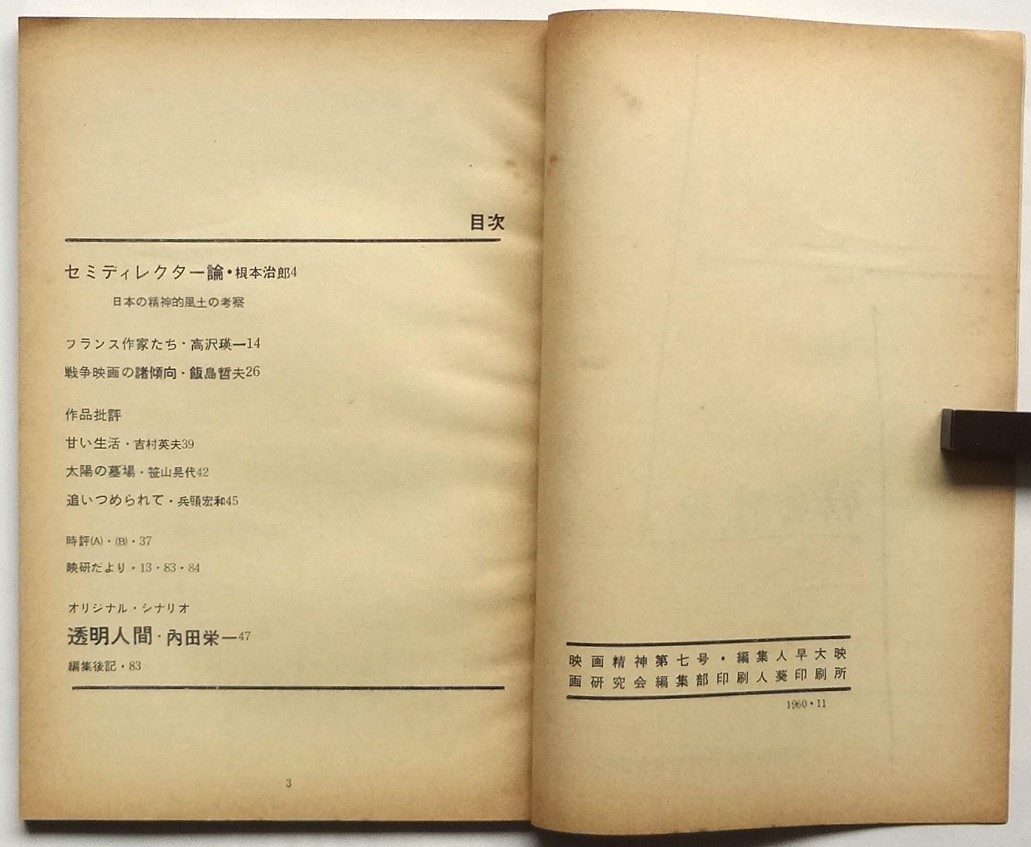 目次
セミディレクター論・根本治郎4
日本の精神的風土の考察
フランス作家たち・高沢瑛一14
戦争映画の諸傾向・飯島哲夫26
作品批評
甘い生活・吉村英夫39
太陽の墓場・笹山晃代42
追いつめられて・兵頭宏和45
時評(A)・(B)・37
映研だより・13・83・84
オリジナル・シナリオ
透明人間・内田栄一47
編集後記・83
3
映画精神第七号・編集人早大映
画研究会編集部印刷人葵印刷所
1960・11